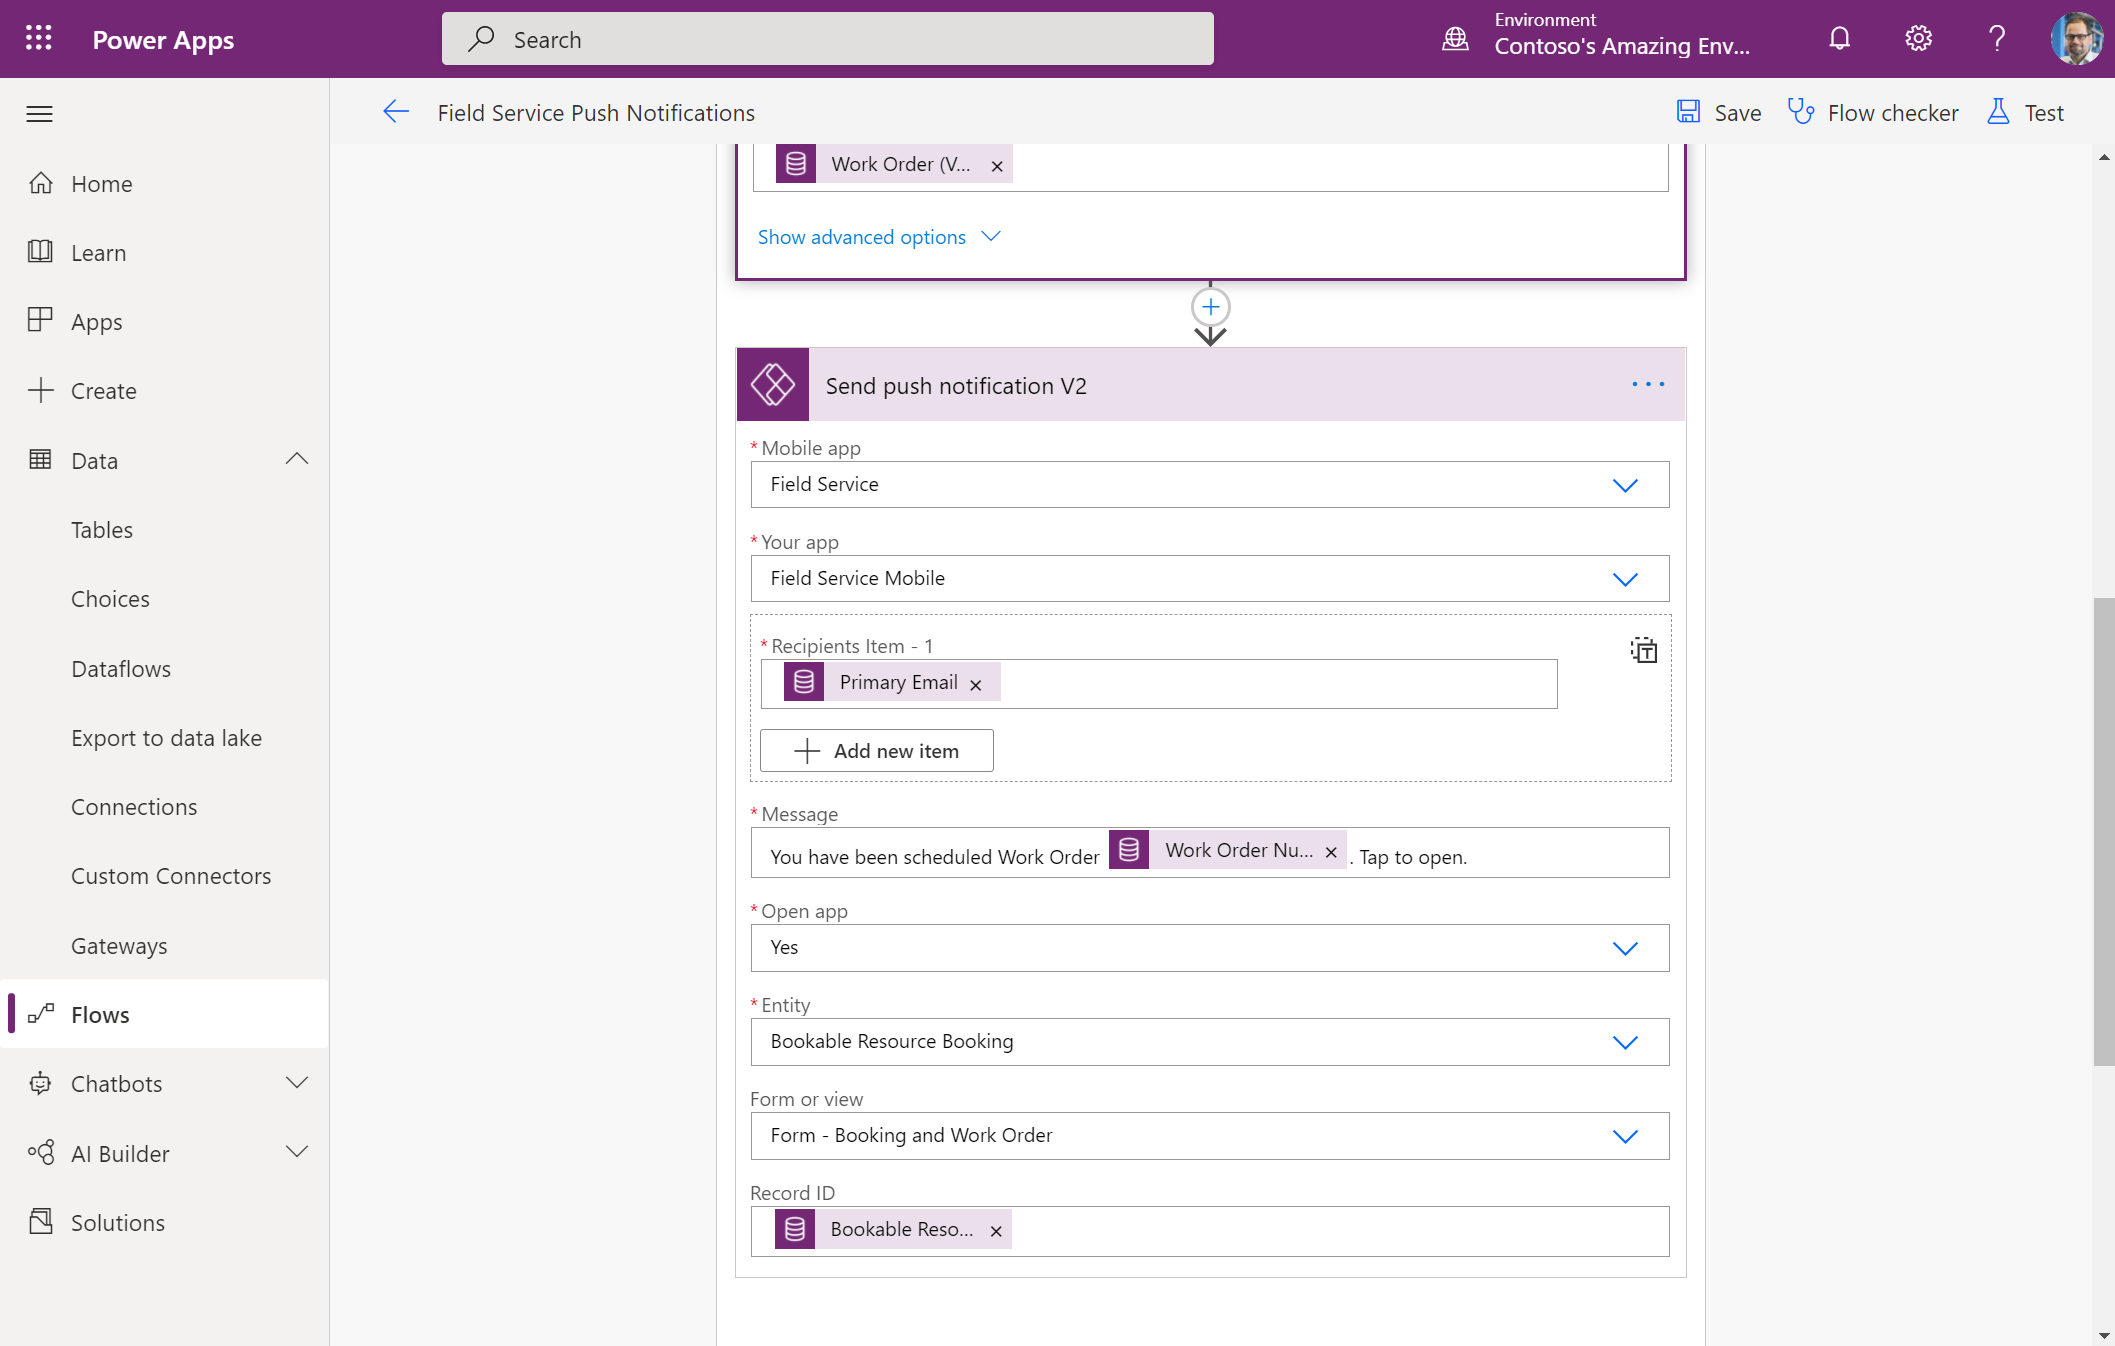 Power Apps
Search
Environment
Contoso's Amazing Env...
Field Service Push Notifications
Save
Flow checker
Test
Home
Learn
Apps
Create
Data
Tables
Choices
Dataflows
Export to data lake
Connections
Custom Connectors
Gateways
Flows
Chatbots
AI Builder
Solutions
Work Order (V... ×
Show advanced options
Send push notification V2
* Mobile app
Field Service
* Your app
Field Service Mobile
* Recipients Item - 1
Primary Email ×
Add new item
* Message
You have been scheduled Work Order Work Order Nu... × . Tap to open.
* Open app
Yes
* Entity
Bookable Resource Booking
Form or view
Form - Booking and Work Order
Record ID
Bookable Reso... ×